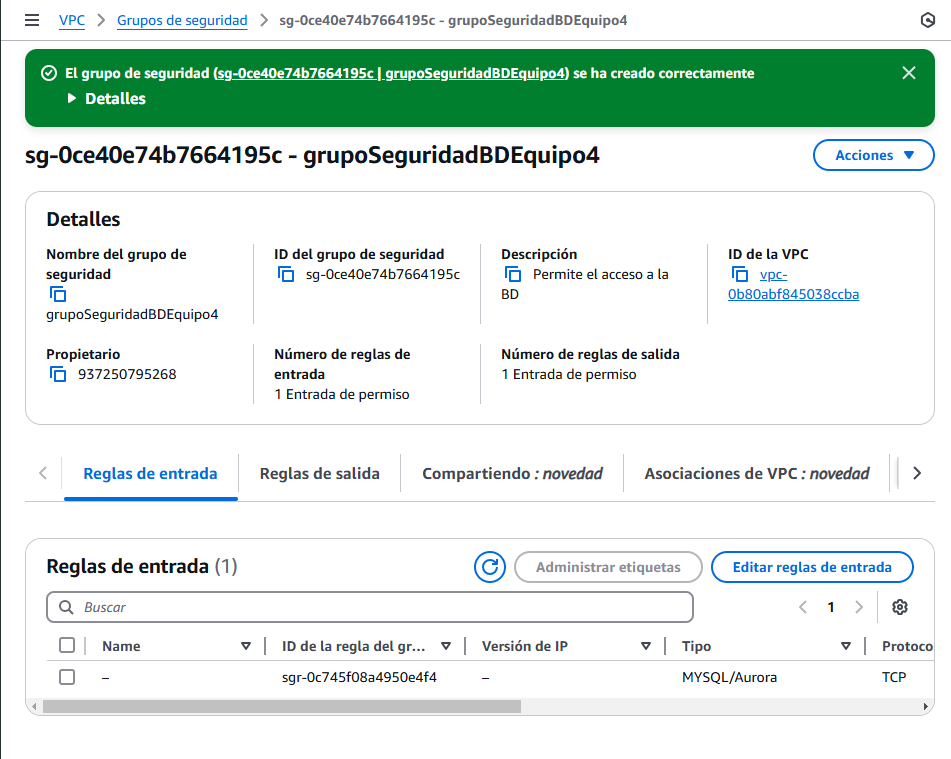 VPC > Grupos de seguridad > sg-0ce40e74b7664195c - grupoSeguridadBDEquipo4
El grupo de seguridad (sg-0ce40e74b7664195c | grupoSeguridadBDEquipo4) se ha creado correctamente
Detalles
sg-0ce40e74b7664195c - grupoSeguridadBDEquipo4
Acciones
Detalles
Nombre del grupo de
seguridad
grupoSeguridadBDEquipo4
ID del grupo de seguridad
sg-0ce40e74b7664195c
Descripción
Permite el acceso a la
BD
ID de la VPC
vpc-
0b80abf845038ccba
Propietario
937250795268
Número de reglas de
entrada
1 Entrada de permiso
Número de reglas de salida
1 Entrada de permiso
Reglas de entrada
Reglas de salida
Compartiendo : novedad
Asociaciones de VPC : novedad
Reglas de entrada (1)
Administrar etiquetas
Editar reglas de entrada
Buscar
1
Name
ID de la regla del gr...
Versión de IP
Tipo
Protoco
–
sgr-0c745f08a4950e4f4
–
MYSQL/Aurora
TCP